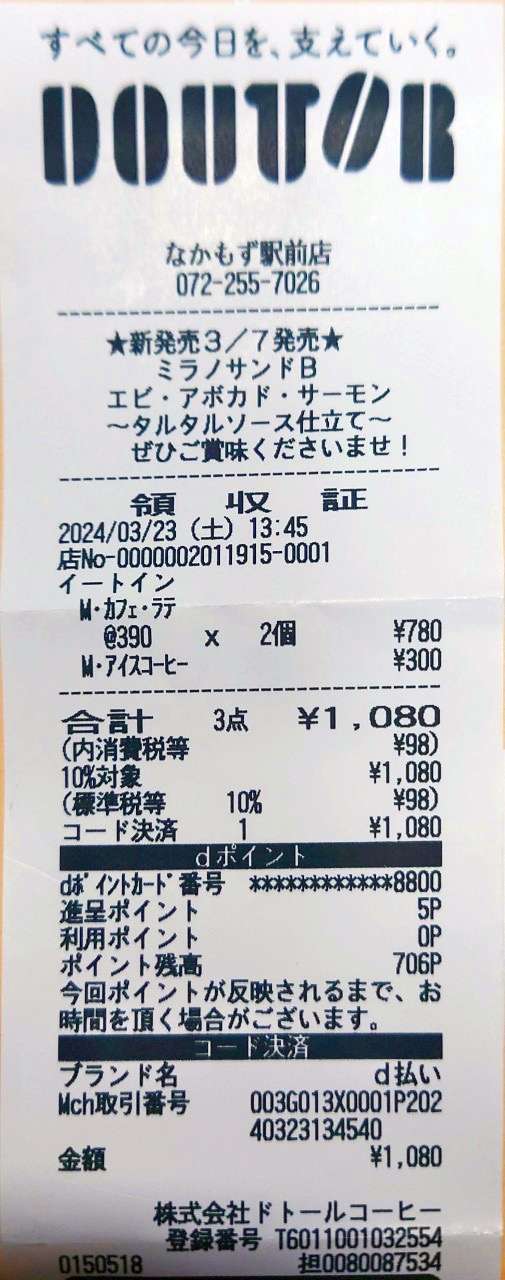 すべての今日を、支えていく。
DOUTOR
なかもず駅前店
072-255-7026
★新発売3/7発売★
ミラノサンドB
エビ・アボカド・サーモン
～タルタルソース仕立て～
ぜひご賞味くださいませ!
領 収 証
2024/03/23 (土) 13:45
店No-0000002011915-0001
イートイン
M・カフェ・ラテ
@390 x 2個 ¥780
M・アイスコーヒー ¥300
合計 3点 ¥1,080
(内消費税等 ¥98)
10%対象 ¥1,080
(標準税等 10% ¥98)
コード決済 1 ¥1,080
dポイント
dポイントカード番号 ************8800
進呈ポイント 5P
利用ポイント 0P
ポイント残高 706P
今回ポイントが反映されるまで、お
時間を頂く場合がございます。
コード決済
ブランド名 d払い
Mch取引番号 003G013X0001P202
40323134540
金額 ¥1,080
株式会社ドトールコーヒー
登録番号 T6011001032554
0150518 担0080087534